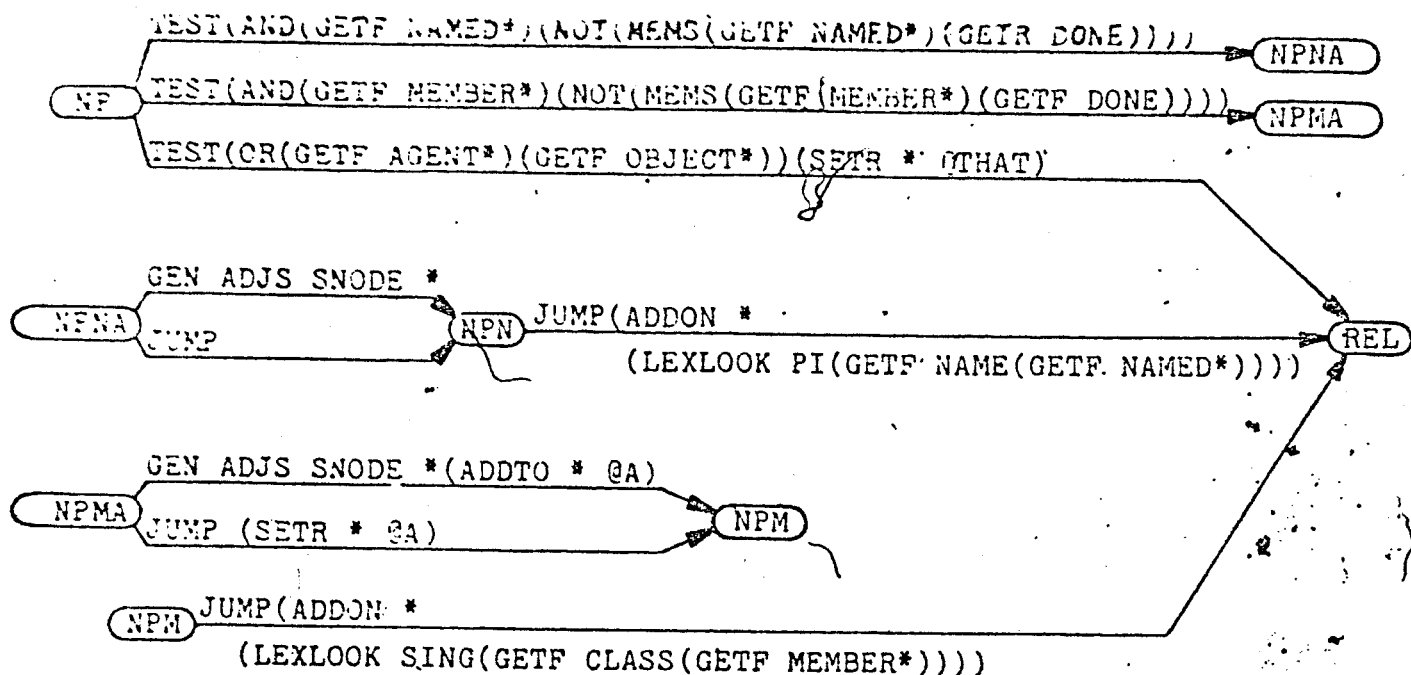 TEST(AND(GETF NAMED*)(NOT(MEMS(GETF NAMED*)(GETR DONE))))
NPNA
NP
TEST(AND(GETF MEMBER*)(NOT(MEMS(GETF(MEMBER*)(GETF DONE))))
NPMA
TEST(OR(GETF AGENT*)(GETF OBJECT*))(SETR * @THAT)
GEN ADJS SNODE *
NPNA
JUMP
NPN
JUMP(ADDON *
REL
(LEXLOOK PI(GETF NAME(GETF NAMED*))))
GEN ADJS SNODE *(ADDTO * @A)
NPMA
JUMP (SETR * @A)
NPM
NPM
JUMP(ADDON *
(LEXLOOK SING(GETF CLASS(GETF MEMBER*))))